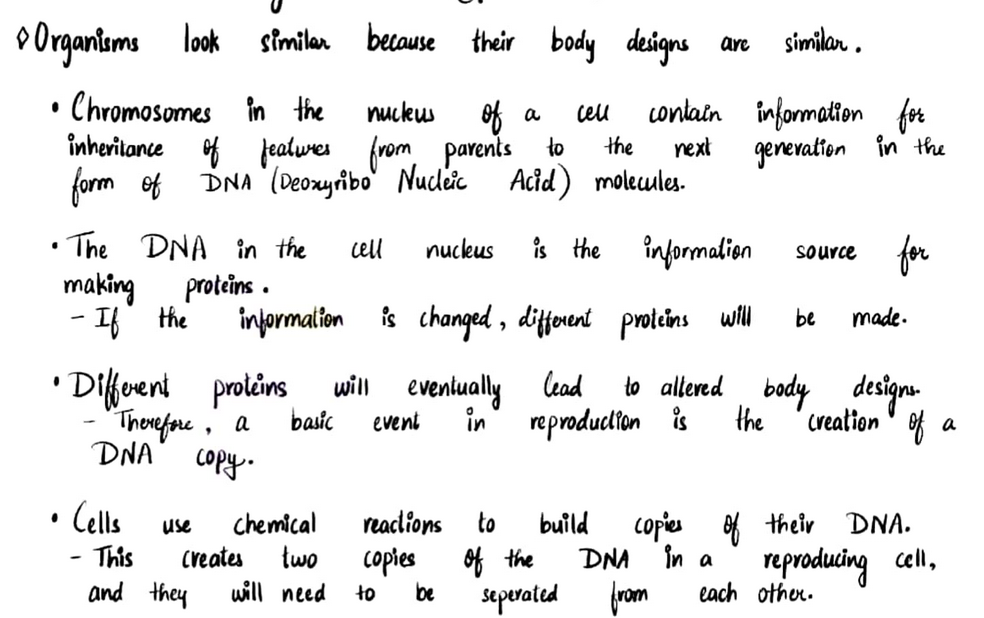 ◊Organisms look similar because their body designs are similar.
• Chromosomes in the nucleus of a cell contain information for
inheritance of features from parents to the next generation in the
form of DNA (Deoxyribo Nucleic Acid) molecules.
• The DNA in the cell nucleus is the information source for
making proteins.
- If the information is changed, different proteins will be made.
• Different proteins will eventually lead to altered body designs.
- Therefore, a basic event in reproduction is the creation of a
DNA copy.
• Cells use chemical reactions to build copies of their DNA.
- This creates two copies of the DNA in a reproducing cell,
and they will need to be seperated from each other.